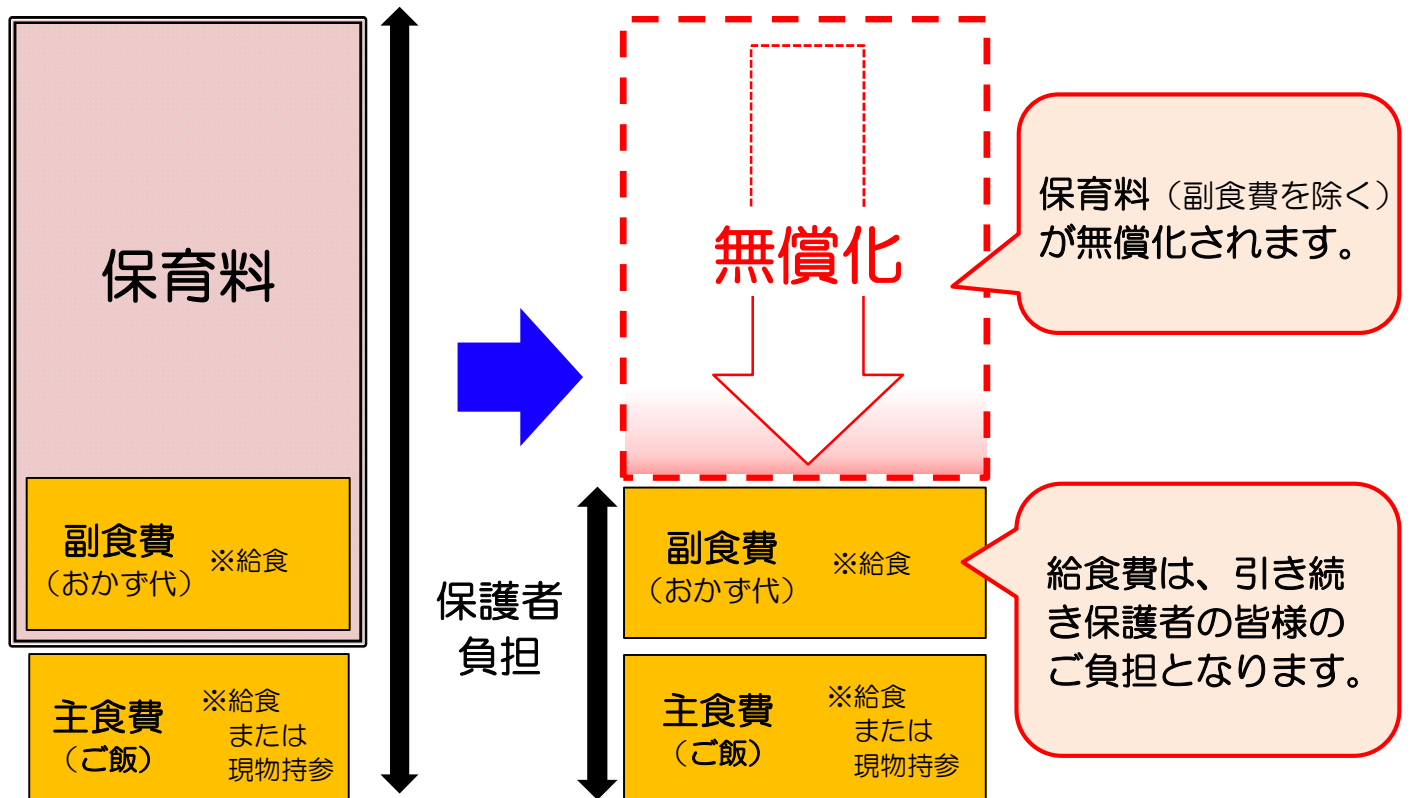 保育料
副食費
（おかず代）
※給食
主食費
（ご飯）
※給食
または
現物持参
保護者
負担
無償化
副食費
（おかず代）
※給食
主食費
（ご飯）
※給食
または
現物持参
保育料（副食費を除く）
が無償化されます。
給食費は、引き続
き保護者の皆様の
ご負担となります。